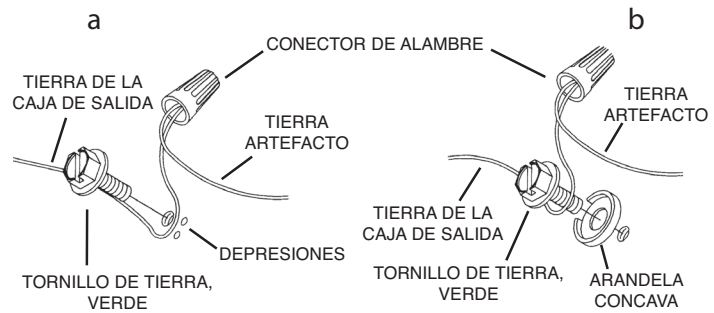 a
b
CONECTOR DE ALAMBRE
TIERRA DE LA
CAJA DE SALIDA
TIERRA
ARTEFACTO
DEPRESIONES
TORNILLO DE TIERRA,
VERDE
TIERRA
ARTEFACTO
TIERRA DE LA
CAJA DE SALIDA
TORNILLO DE TIERRA,
VERDE
ARANDELA
CONCAVA